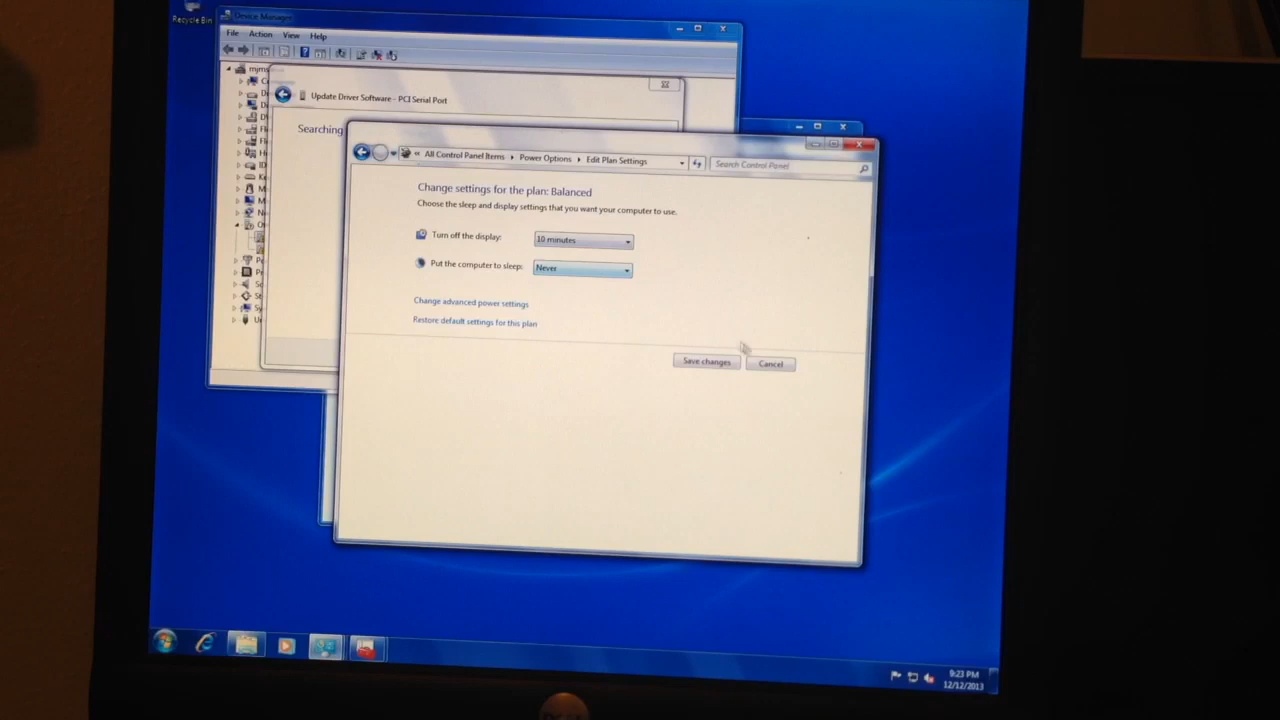 Recycle Bin
Device Manager
File Action View Help
Update Driver Software - PCI Serial Port
Searching
All Control Panel Items Power Options Edit Plan Settings
Search Control Panel
Change settings for the plan: Balanced
Choose the sleep and display settings that you want your computer to use.
Turn off the display: 10 minutes
Put the computer to sleep: Never
Change advanced power settings
Restore default settings for this plan
Save changes Cancel
9:23 PM
12/12/2013